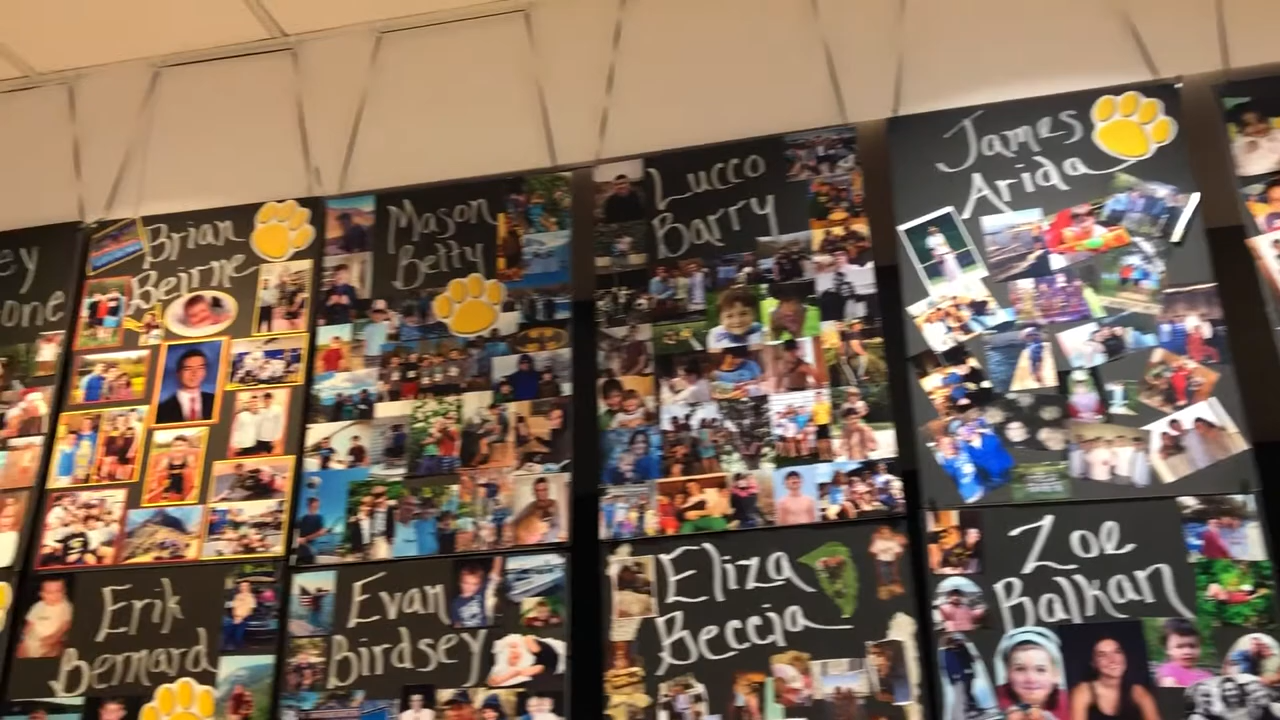 Brian
Beirne
Mason
Betty
Lucco
Barry
James
Arida
Erik
Bernard
Evan
Birdsey
Eliza
Beccia
Zoe
Balkan